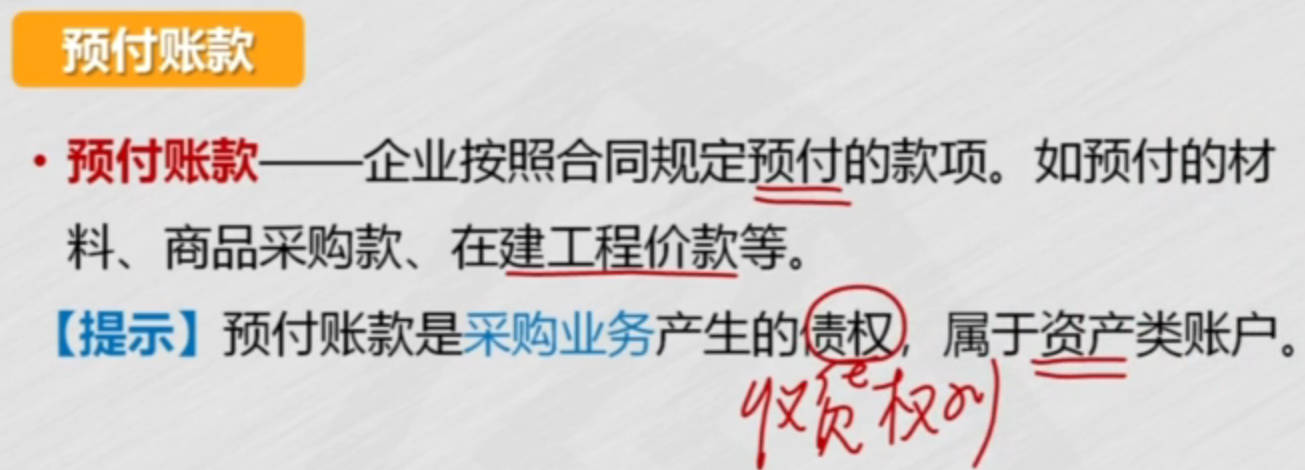 预付账款
• 预付账款——企业按照合同规定预付的款项。如预付的材
料、商品采购款、在建工程价款等。
【提示】预付账款是采购业务产生的债权，属于资产类账户。
收货权利